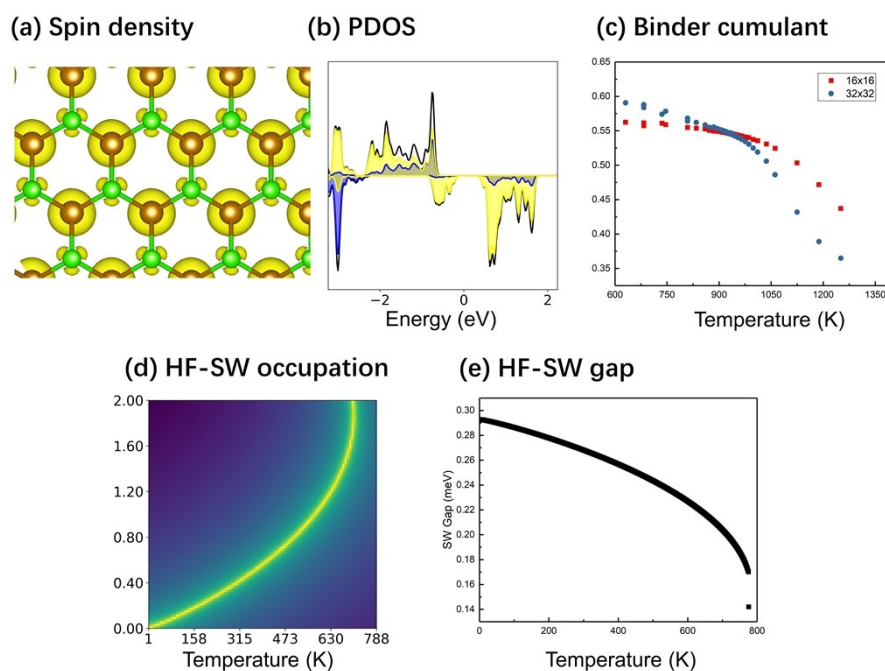 (a) Spin density
(b) PDOS
(c) Binder cumulant
0.65
0.60
0.55
0.50
0.45
0.40
0.35
0.30
0.25
16x16
32x32
600 750 900 1050 1200 1350
Temperature (K)
−2 0 2
Energy (eV)
(d) HF-SW occupation
2.00
1.60
1.20
0.80
0.40
0.00
1 158 315 473 630 788
Temperature (K)
(e) HF-SW gap
SW Gap (meV)
0.30
0.28
0.26
0.24
0.22
0.20
0.18
0.16
0.14
0 200 400 600 800
Temperature (K)